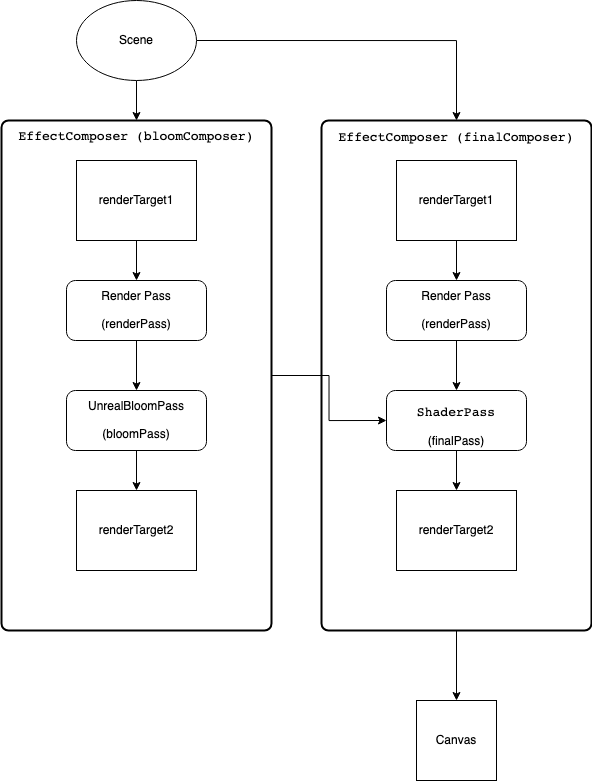 Scene
EffectComposer (bloomComposer)
renderTarget1
Render Pass
(renderPass)
UnrealBloomPass
(bloomPass)
renderTarget2
EffectComposer (finalComposer)
renderTarget1
Render Pass
(renderPass)
ShaderPass
(finalPass)
renderTarget2
Canvas